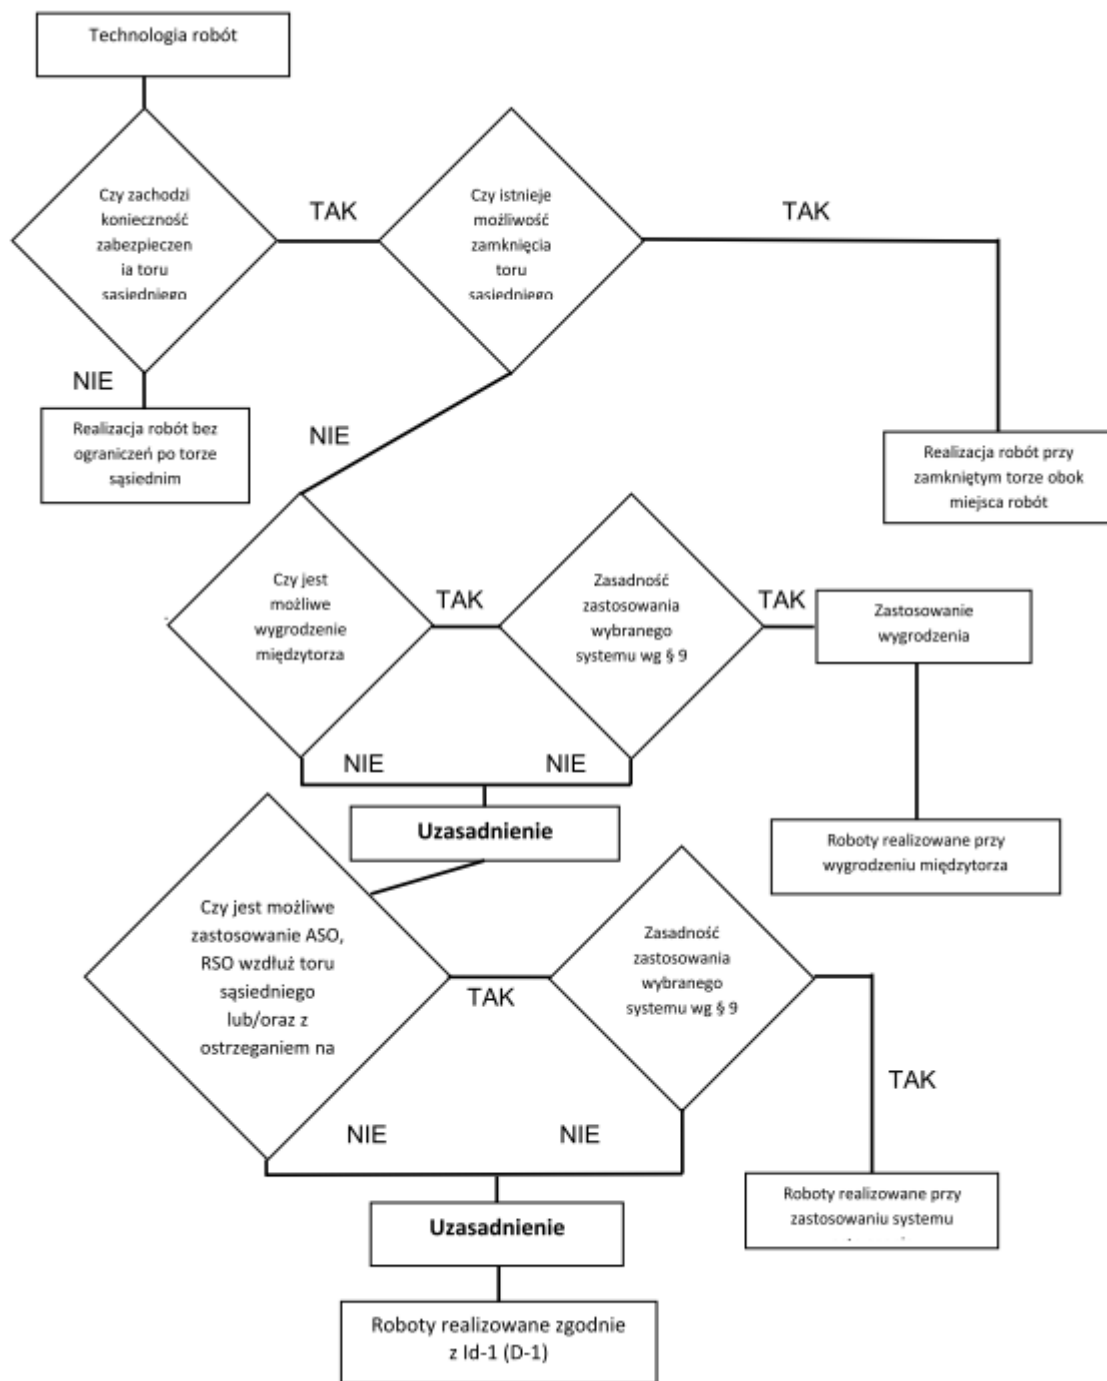 Technologia robót
Czy zachodzi
konieczność
zabezpieczen
ia toru
sąsiedniego
TAK
Czy istnieje
możliwość
zamknięcia
toru
sąsiedniego
TAK
NIE
Realizacja robót bez
ograniczeń po torze
sąsiednim
NIE
Realizacja robót przy
zamkniętym torze obok
miejsca robót
Czy jest
możliwe
wygrodzenie
międzytorza
TAK
Zasadność
zastosowania
wybranego
systemu wg § 9
TAK
Zastosowanie
wygrodzenia
NIE
NIE
Uzasadnienie
Roboty realizowane przy
wygrodzeniu międzytorza
Czy jest możliwe
zastosowanie ASO,
RSO wzdłuż toru
sąsiedniego
lub/oraz z
ostrzeganiem na
TAK
Zasadność
zastosowania
wybranego
systemu wg § 9
TAK
NIE
NIE
Roboty realizowane przy
zastosowaniu systemu
Uzasadnienie
Roboty realizowane zgodnie
z Id-1 (D-1)